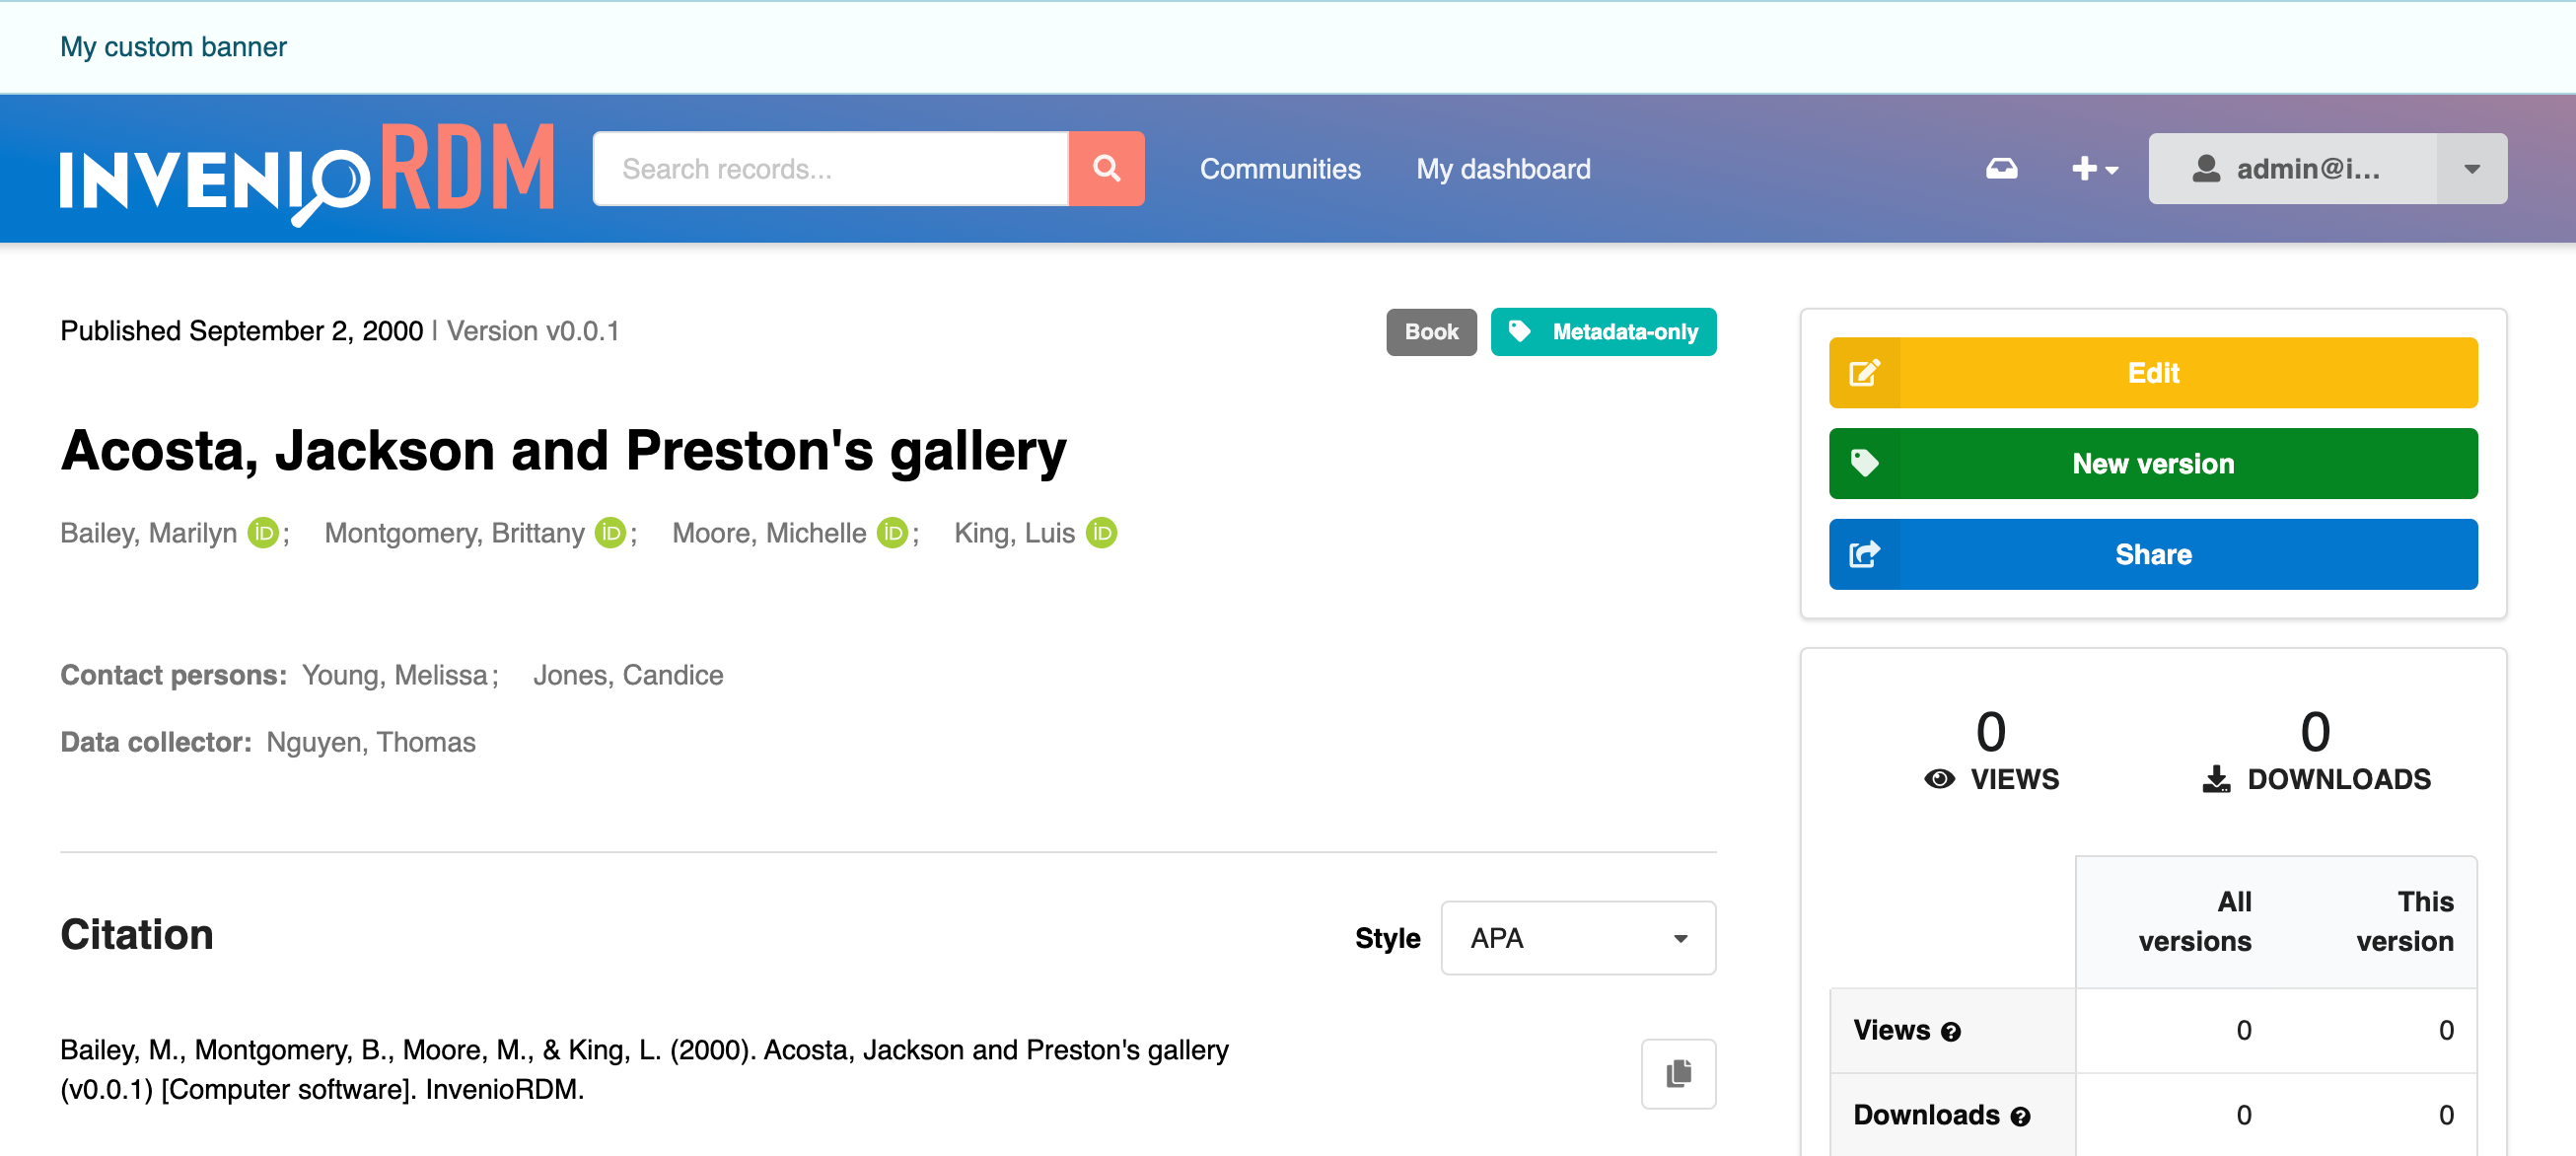 My custom banner
INVENIO RDM
Search records...
Communities
My dashboard
admin@i...
Published September 2, 2000 | Version v0.0.1
Book
Metadata-only
Acosta, Jackson and Preston's gallery
Bailey, Marilyn iD; Montgomery, Brittany iD; Moore, Michelle iD; King, Luis iD
Contact persons: Young, Melissa; Jones, Candice
Data collector: Nguyen, Thomas
Citation
Style
APA
Bailey, M., Montgomery, B., Moore, M., & King, L. (2000). Acosta, Jackson and Preston's gallery
(v0.0.1) [Computer software]. InvenioRDM.
Edit
New version
Share
0
VIEWS
0
DOWNLOADS
All
versions
This
version
Views ? 0 0
Downloads ? 0 0